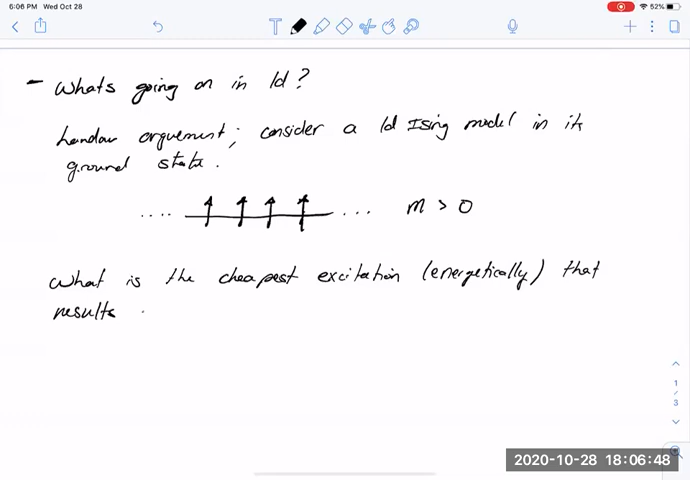 6:06 PM Wed Oct 28
52%
- Whats going on in 1d?
Landau arguement; consider a 1d Ising model in its
ground state.
.... ... m > 0
What is the cheapest excitation (energetically) that
results
1
/
3
2020-10-28 18:06:48